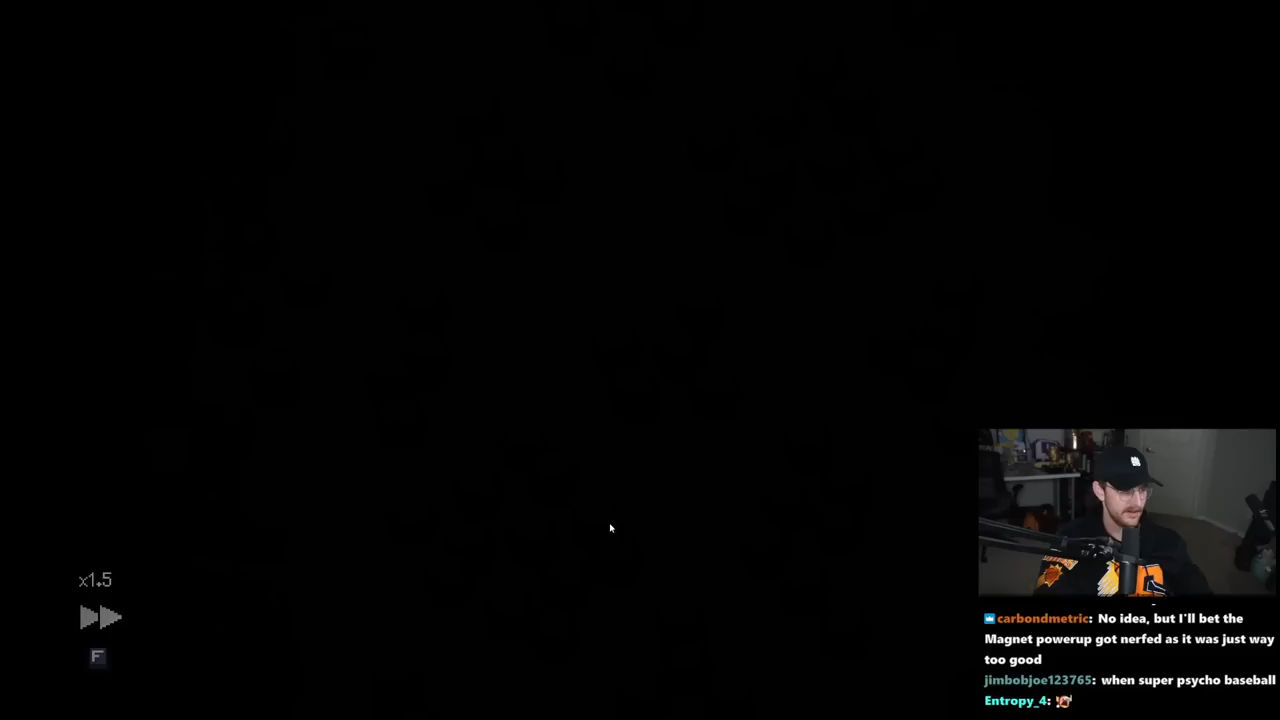 x1.5
F
carbondmetric: No idea, but I'll bet the
Magnet powerup got nerfed as it was just way
too good
jimbobjoe123765: when super psycho baseball
Entropy_4: